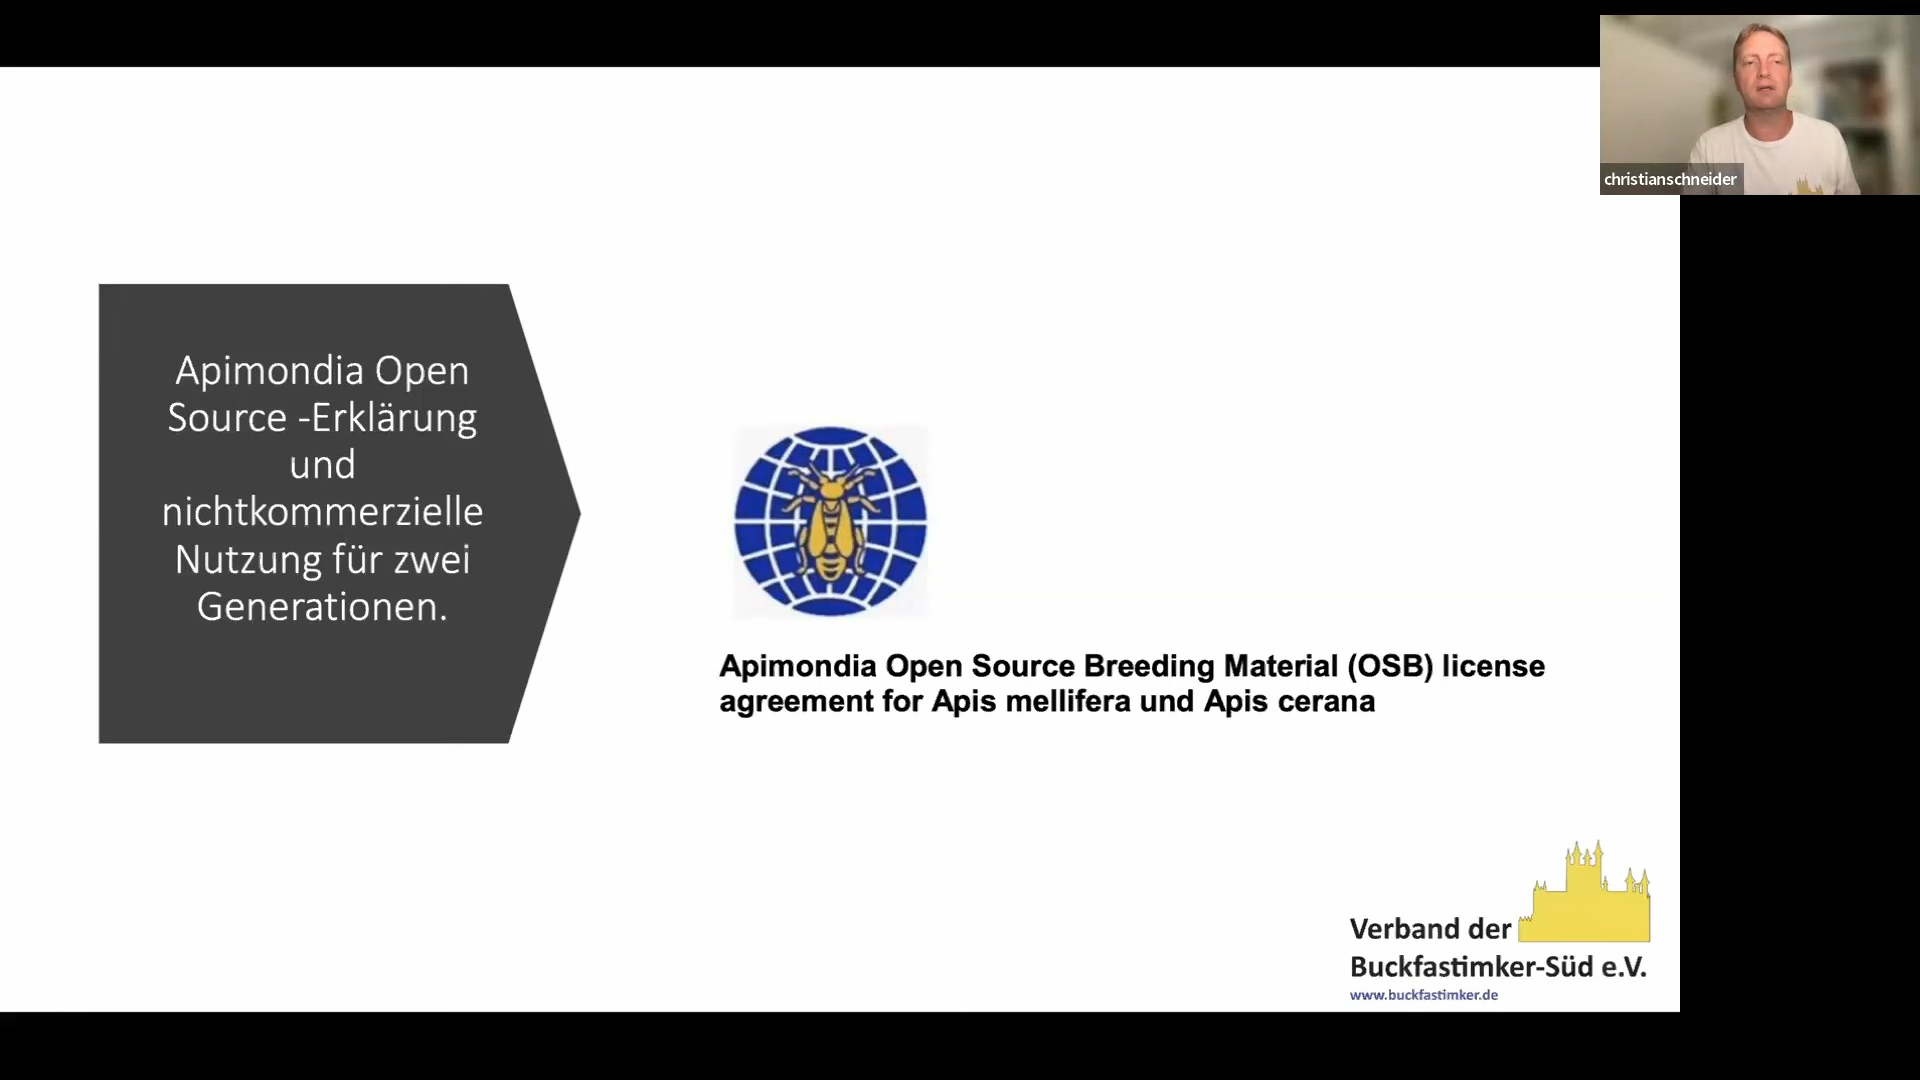 christianschneider
Apimondia Open
Source -Erklärung
und
nichtkommerzielle
Nutzung für zwei
Generationen.
Apimondia Open Source Breeding Material (OSB) license
agreement for Apis mellifera und Apis cerana
Verband der
Buckfastimker-Süd e.V.
www.buckfastimker.de